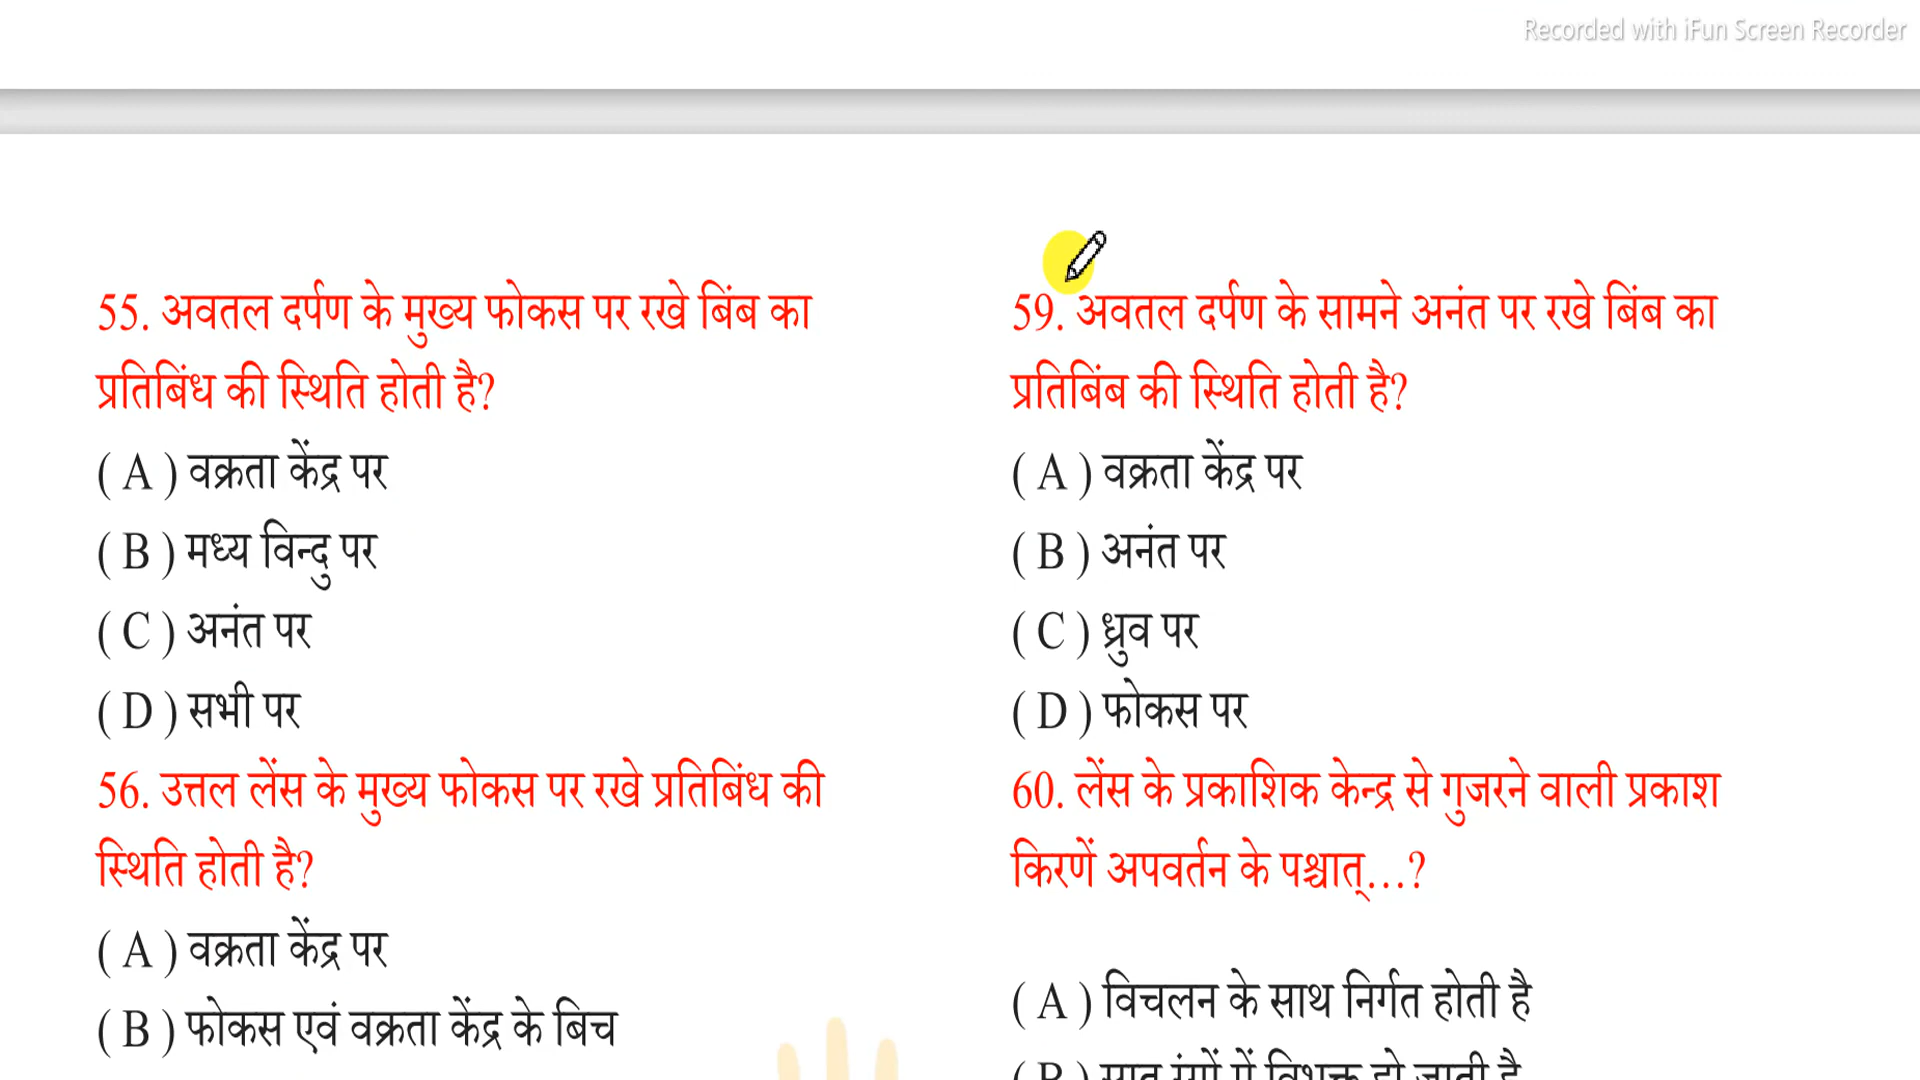 Recorded with iFun Screen Recorder
55. अवतल दर्पण के मुख्य फोकस पर रखे बिंब का
प्रतिबिंध की स्थिति होती है?
( A ) वक्रता केंद्र पर
( B ) मध्य विन्दु पर
( C ) अनंत पर
( D ) सभी पर
56. उत्तल लेंस के मुख्य फोकस पर रखे प्रतिबिंध की
स्थिति होती है?
( A ) वक्रता केंद्र पर
( B ) फोकस एवं वक्रता केंद्र के बिच
59. अवतल दर्पण के सामने अनंत पर रखे बिंब का
प्रतिबिंब की स्थिति होती है?
( A ) वक्रता केंद्र पर
( B ) अनंत पर
( C ) ध्रुव पर
( D ) फोकस पर
60. लेंस के प्रकाशिक केन्द्र से गुजरने वाली प्रकाश
किरणें अपवर्तन के पश्चात्...?
( A ) विचलन के साथ निर्गत होती है
( B ) सात रंगों में विभक्त हो जाती है